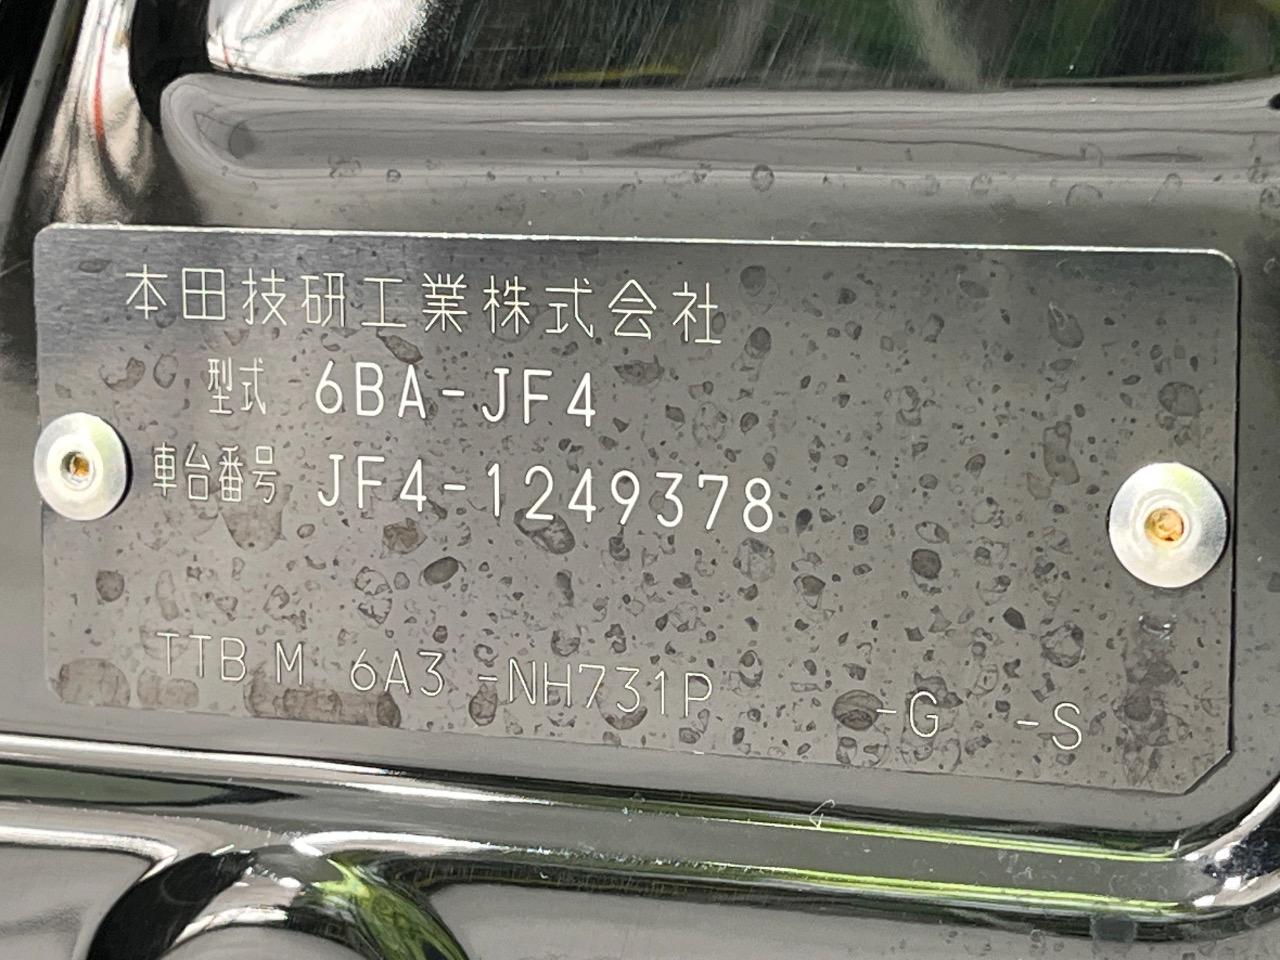 本田技研工業株式会社
型式 6BA-JF4
車台番号 JF4-1249378
TTB M 6A3 -NH731P -G -S